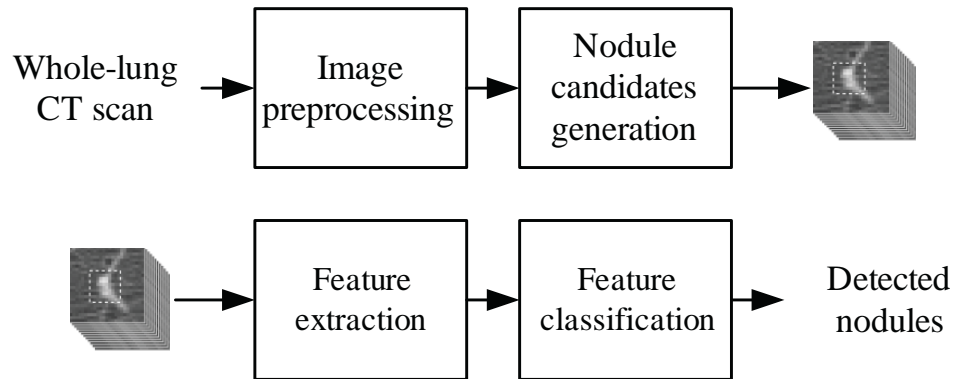 Whole-lung
CT scan
Image
preprocessing
Nodule
candidates
generation
Feature
extraction
Feature
classification
Detected
nodules